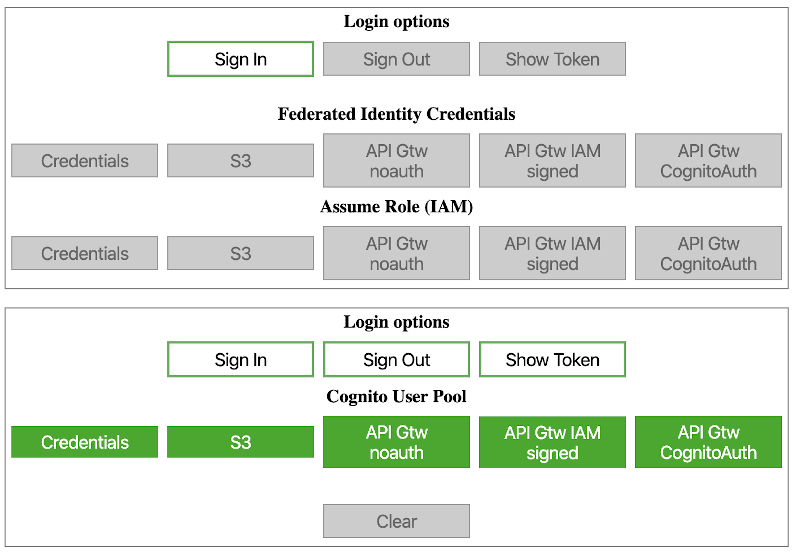 Login options
Sign In
Sign Out
Show Token
Federated Identity Credentials
Credentials
S3
API Gtw
noauth
API Gtw IAM
signed
API Gtw
CognitoAuth
Assume Role (IAM)
Credentials
S3
API Gtw
noauth
API Gtw IAM
signed
API Gtw
CognitoAuth
Login options
Sign In
Sign Out
Show Token
Cognito User Pool
Credentials
S3
API Gtw
noauth
API Gtw IAM
signed
API Gtw
CognitoAuth
Clear